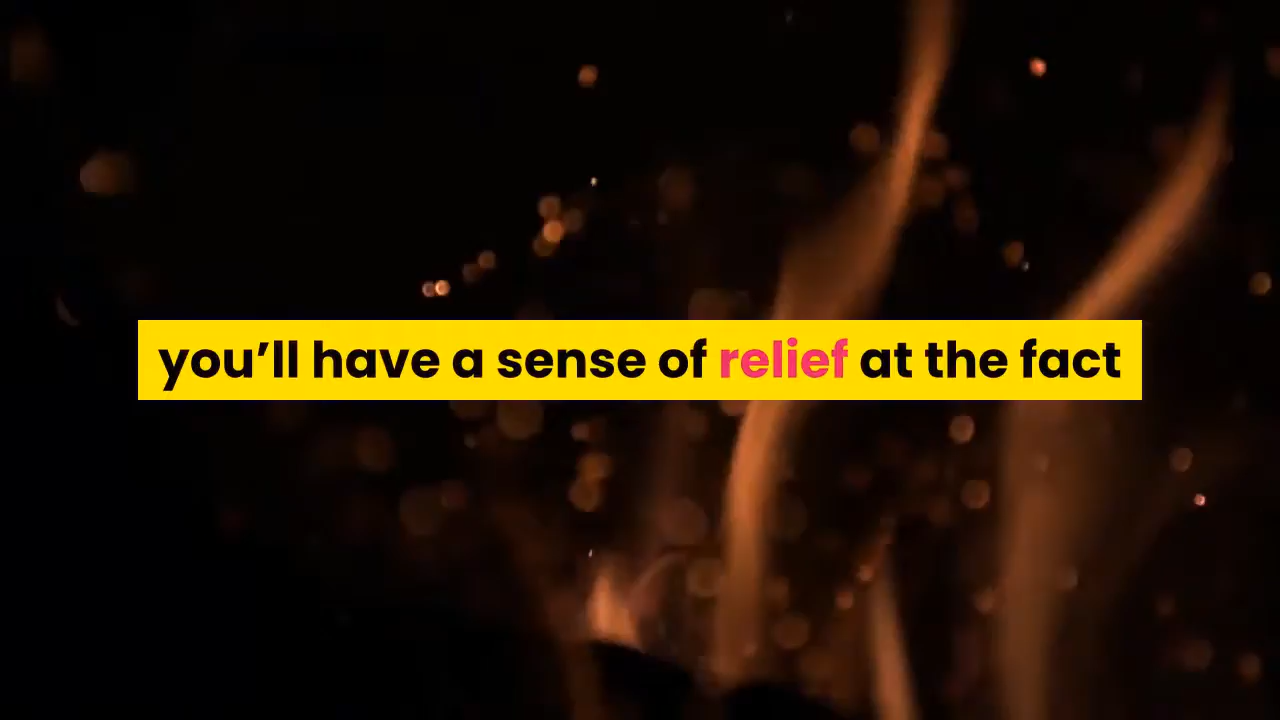 you’ll have a sense of relief at the fact